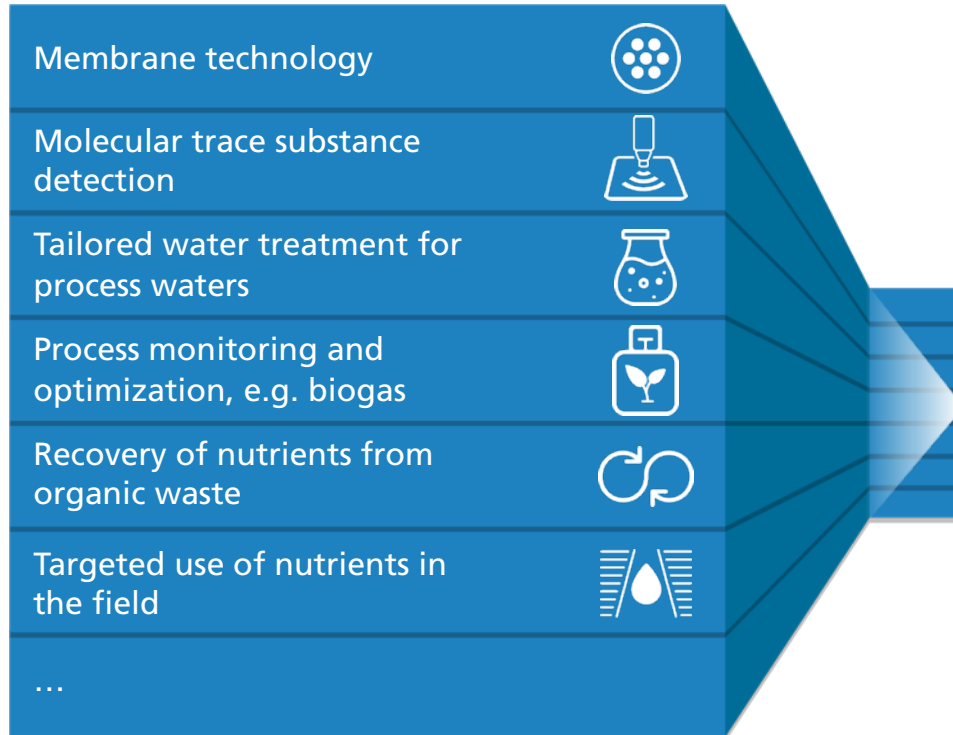 Membrane technology
Molecular trace substance
detection
Tailored water treatment for
process waters
Process monitoring and
optimization, e.g. biogas
Recovery of nutrients from
organic waste
Targeted use of nutrients in
the field
…